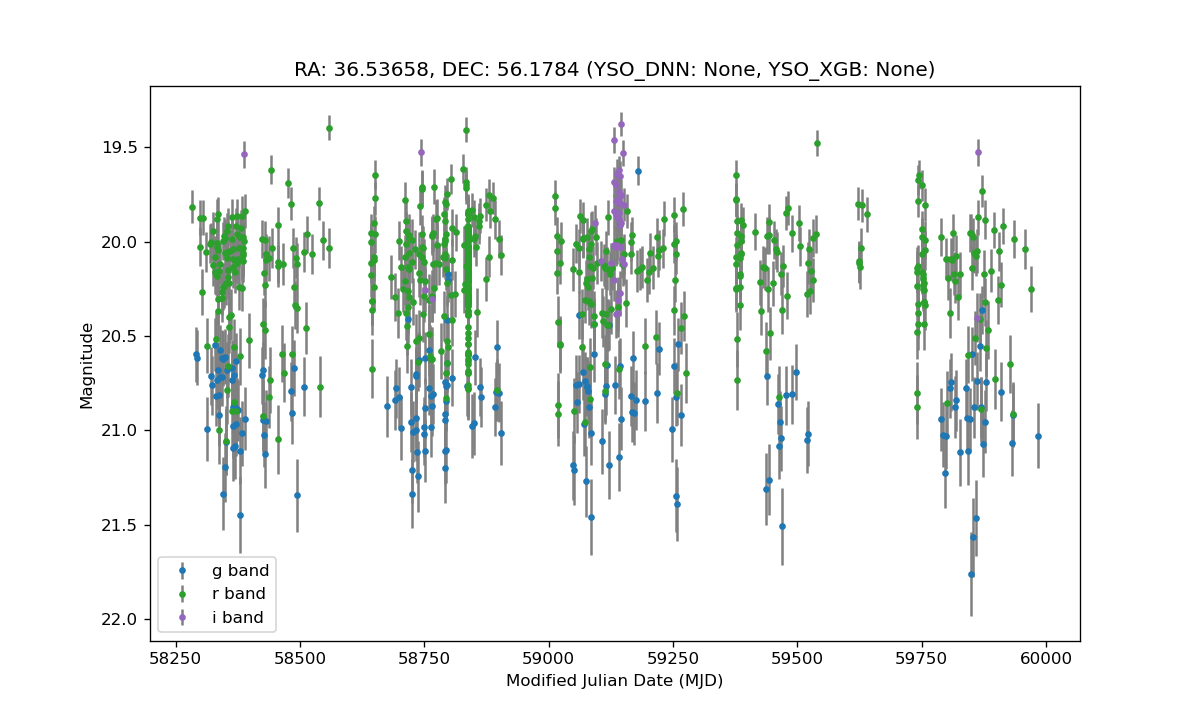 RA: 36.53658, DEC: 56.1784 (YSO_DNN: None, YSO_XGB: None)
19.5
20.0
20.5
21.0
21.5
22.0
Magnitude
g band
r band
i band
58250 58500 58750 59000 59250 59500 59750 60000
Modified Julian Date (MJD)